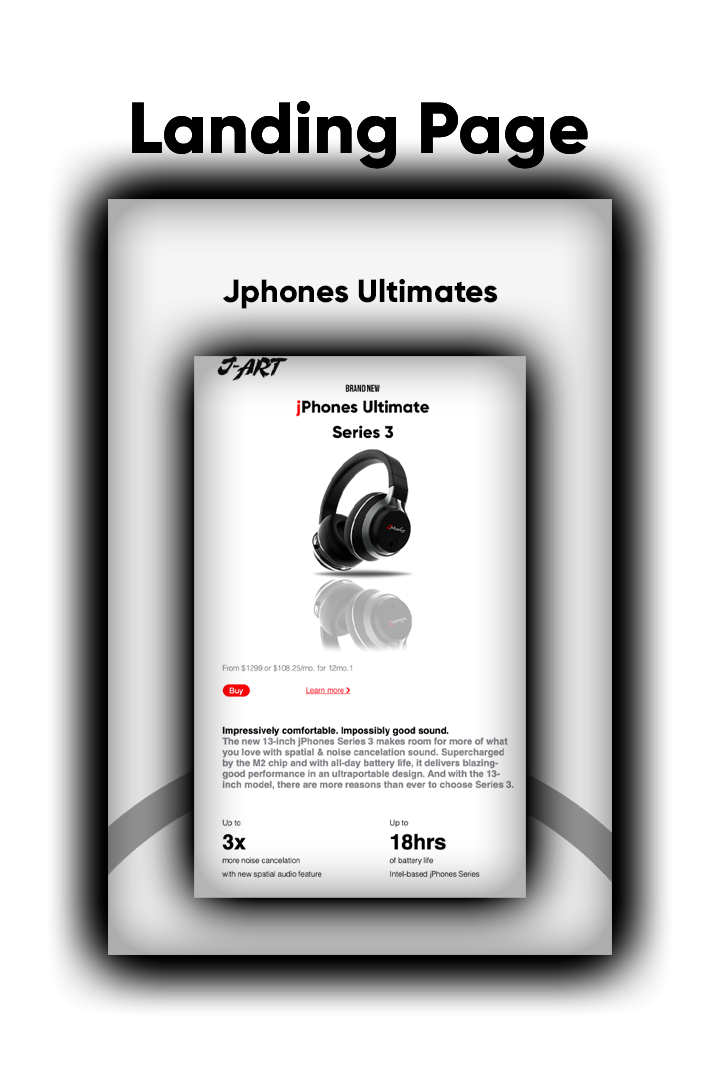 Landing Page
Jphones Ultimates
J-ART
BRAND NEW
jPhones Ultimate
Series 3
From $1299 or $108.25/mo. for 12mo.1
Buy
Learn more ❯
Impressively comfortable. Impossibly good sound.
The new 13-inch jPhones Series 3 makes room for more of what
you love with spatial & noise cancelation sound. Supercharged
by the M2 chip and with all-day battery life, it delivers blazing-
good performance in an ultraportable design. And with the 13-
inch model, there are more reasons than ever to choose Series 3.
Up to
3x
more noise cancelation
with new spatial audio feature
Up to
18hrs
of battery life
Intel-based jPhones Series